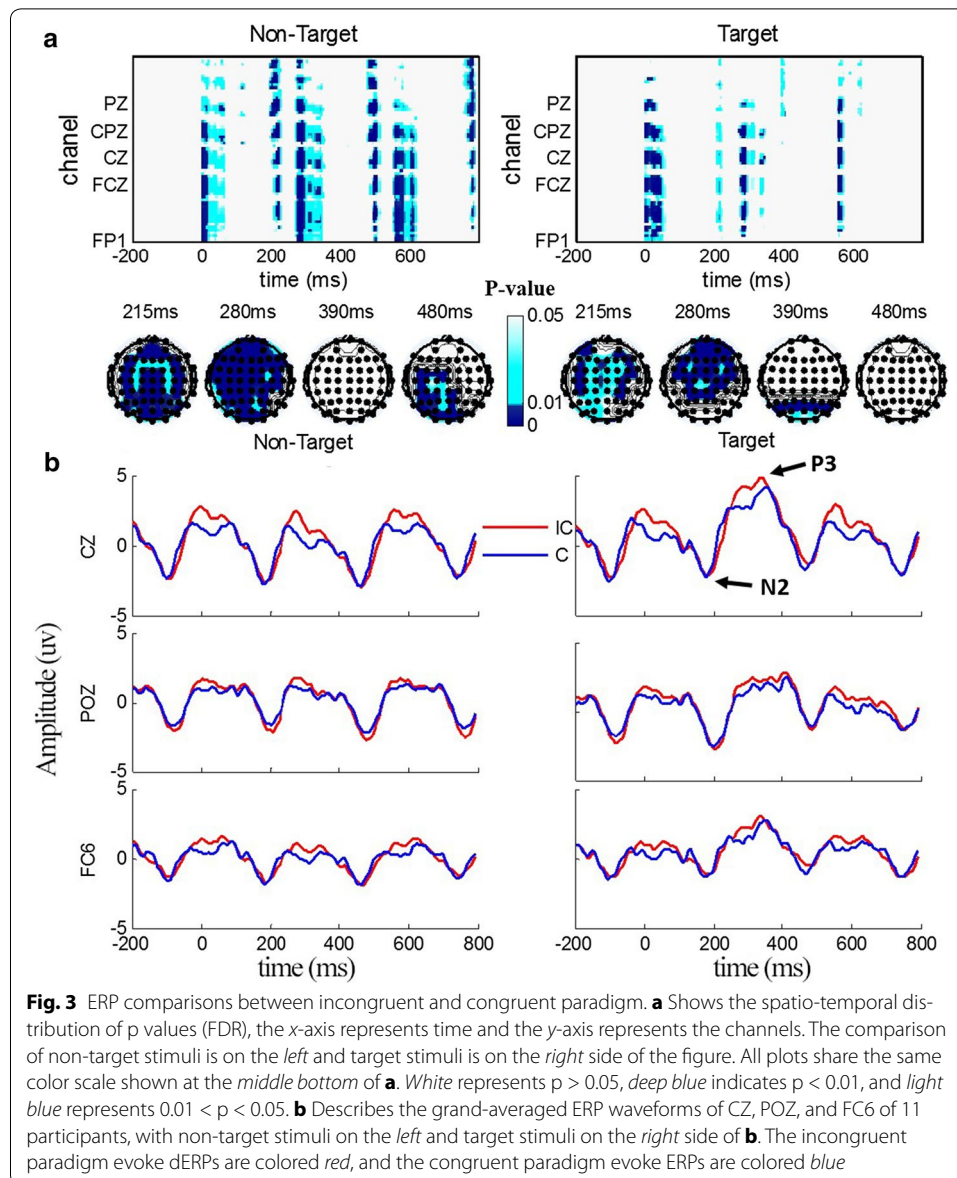 a
Non-Target
Target
chanel
PZ
CPZ
CZ
FCZ
FP1
-200 0 200 400 600
time (ms)
chanel
PZ
CPZ
CZ
FCZ
FP1
-200 0 200 400 600
time (ms)
P-value
215ms 280ms 390ms 480ms
0.05
0.01
0
215ms 280ms 390ms 480ms
Non-Target
Target
b
5
0
-5
CZ
IC
C
P3
N2
5
0
-5
POZ
Amplitude (uv)
5
0
-5
FC6
-200 0 200 400 600 800
time (ms)
-200 0 200 400 600 800
time (ms)
Fig. 3 ERP comparisons between incongruent and congruent paradigm. a Shows the spatio-temporal dis-
tribution of p values (FDR), the x-axis represents time and the y-axis represents the channels. The comparison
of non-target stimuli is on the left and target stimuli is on the right side of the figure. All plots share the same
color scale shown at the middle bottom of a. White represents p > 0.05, deep blue indicates p < 0.01, and light
blue represents 0.01 < p < 0.05. b Describes the grand-averaged ERP waveforms of CZ, POZ, and FC6 of 11
participants, with non-target stimuli on the left and target stimuli on the right side of b. The incongruent
paradigm evoke dERPs are colored red, and the congruent paradigm evoke ERPs are colored blue